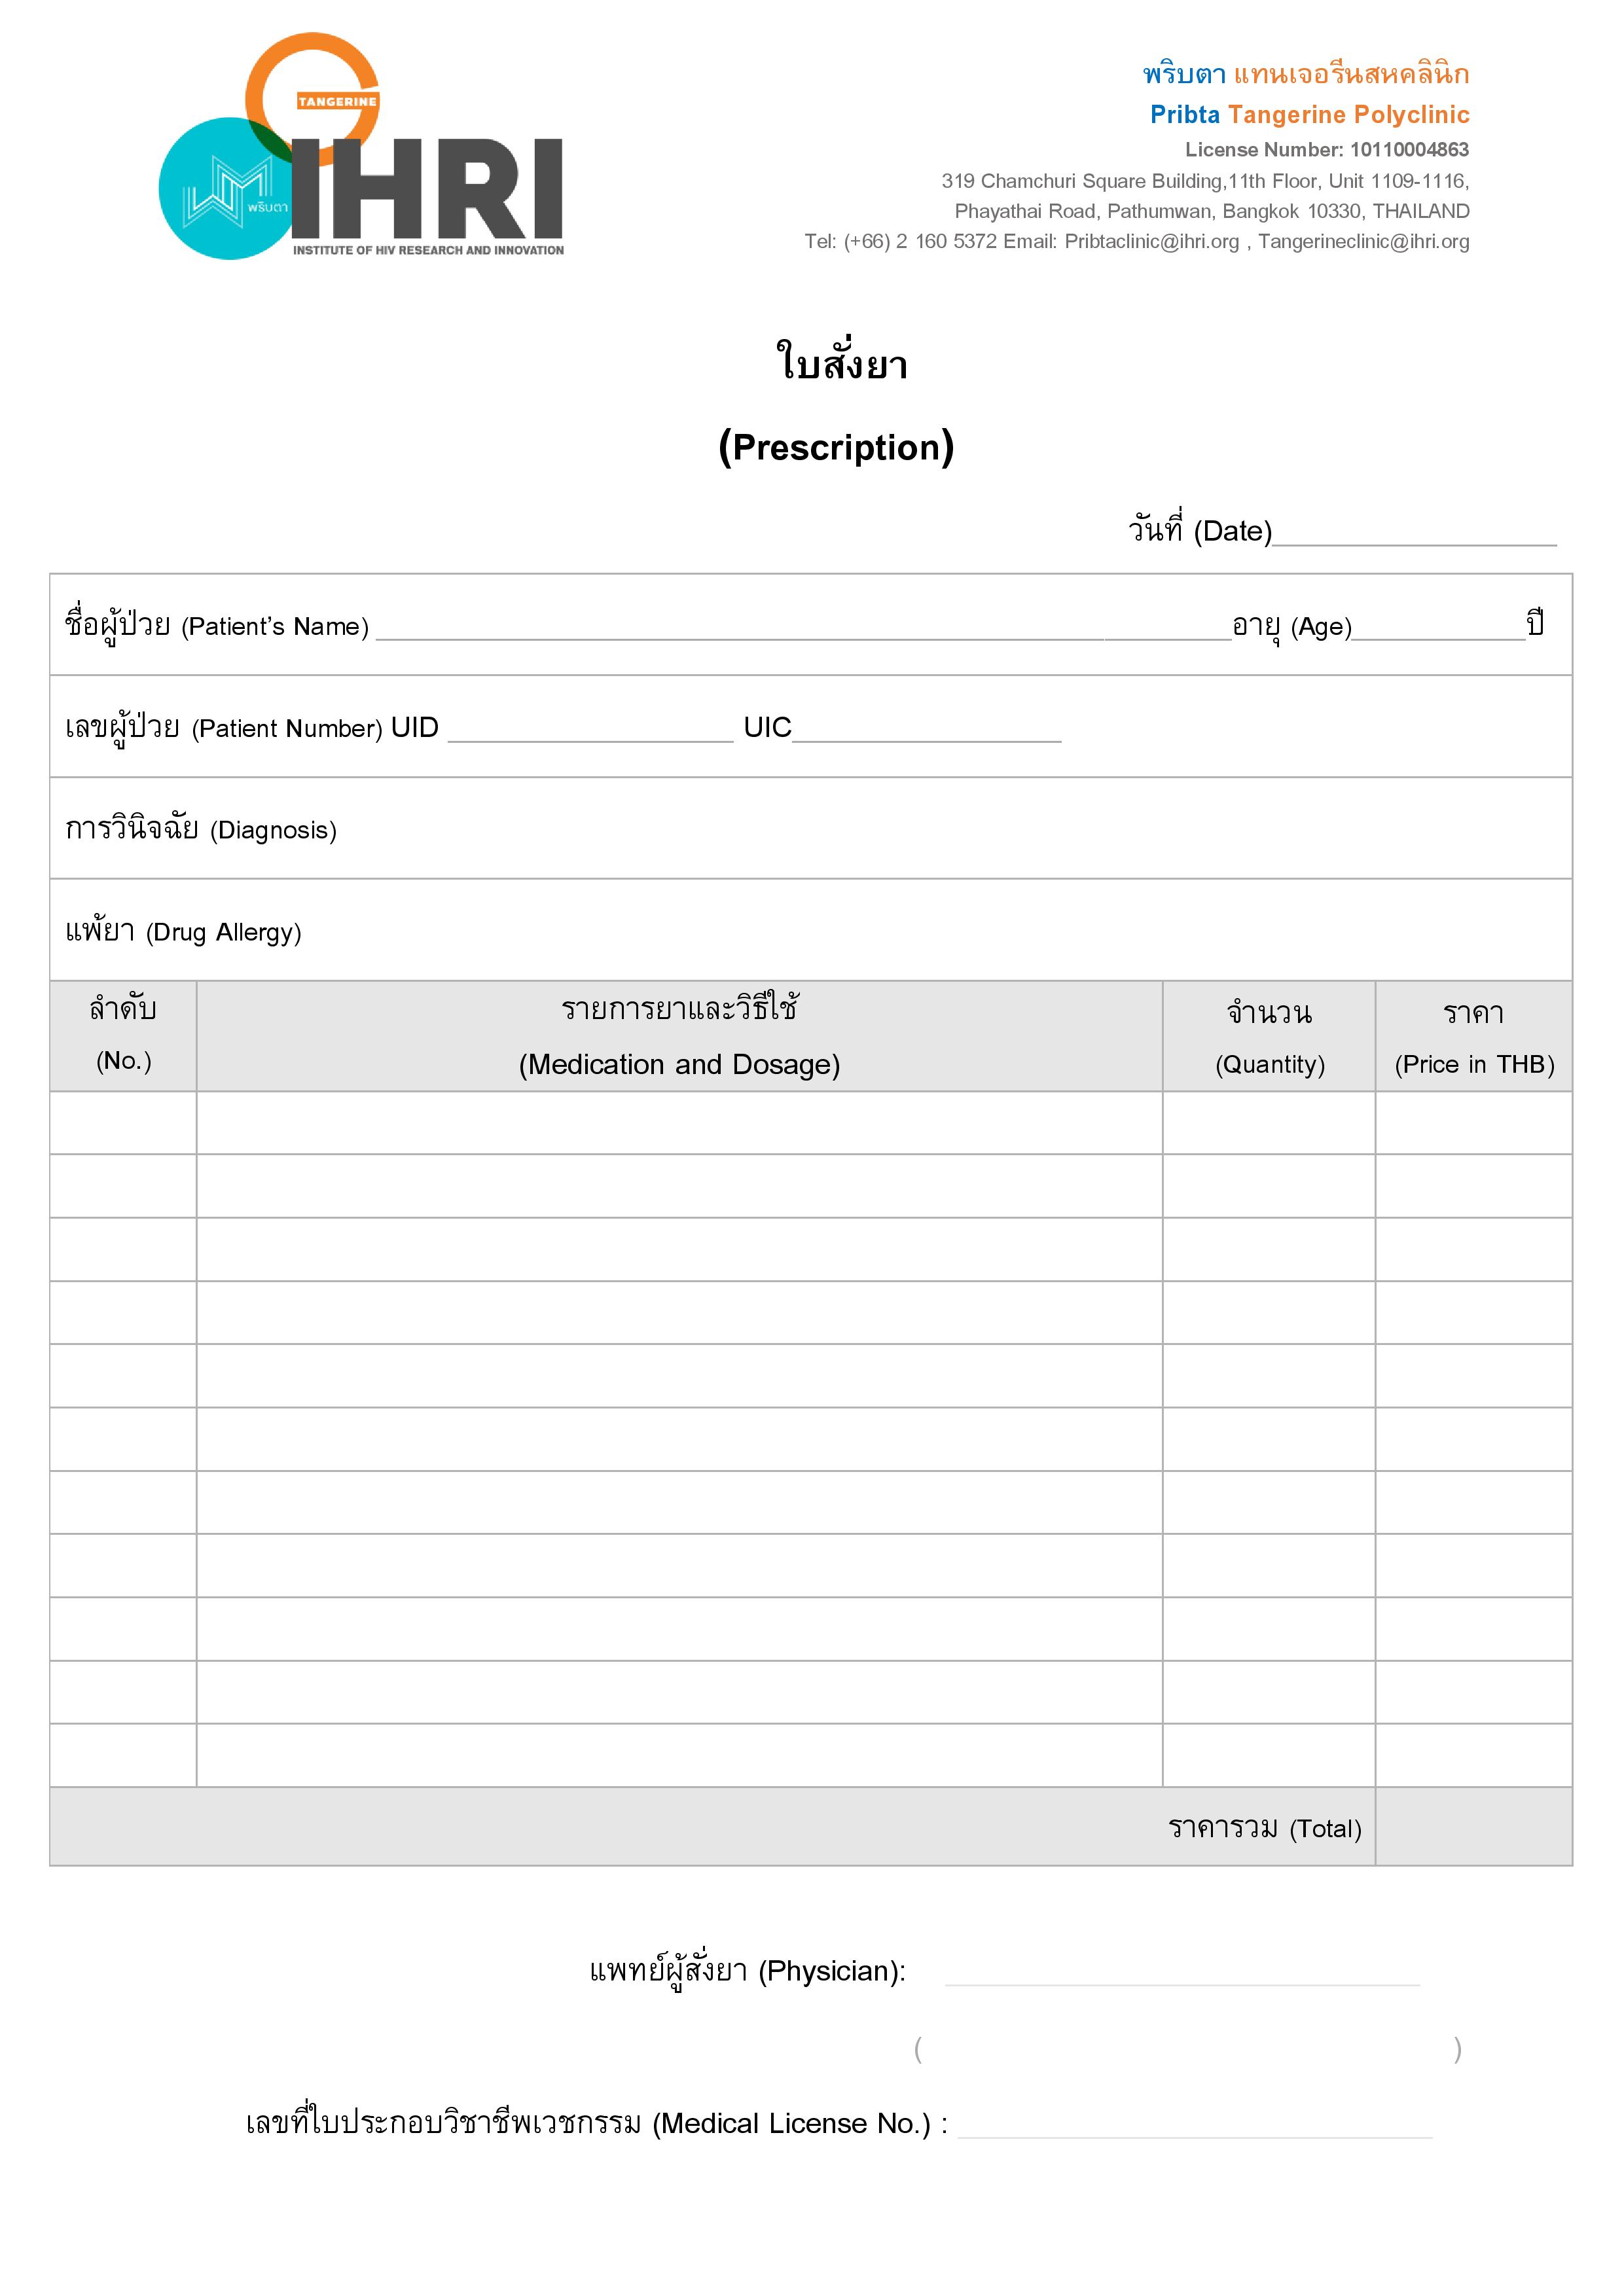 TANGERINE
พริบตา
IHRI
INSTITUTE OF HIV RESEARCH AND INNOVATION
พริบตา แทนเจอรีนสหคลินิก
Pribta Tangerine Polyclinic
License Number: 10110004863
319 Chamchuri Square Building,11th Floor, Unit 1109-1116,
Phayathai Road, Pathumwan, Bangkok 10330, THAILAND
Tel: (+66) 2 160 5372 Email: Pribtaclinic@ihri.org , Tangerineclinic@ihri.org
ใบสั่งยา
(Prescription)
วันที่ (Date)
ชื่อผู้ป่วย (Patient's Name) อายุ (Age) ปี
เลขผู้ป่วย (Patient Number) UID UIC
การวินิจฉัย (Diagnosis)
แพ้ยา (Drug Allergy)
ลำดับ รายการยาและวิธีใช้ จำนวน ราคา
(No.) (Medication and Dosage) (Quantity) (Price in THB)
ราคารวม (Total)
แพทย์ผู้สั่งยา (Physician):
( )
เลขที่ใบประกอบวิชาชีพเวชกรรม (Medical License No.) :